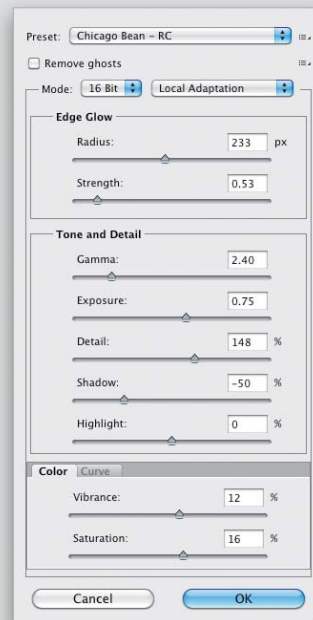 Preset: Chicago Bean – RC
Remove ghosts
Mode: 16 Bit Local Adaptation
Edge Glow
Radius: 233 px
Strength: 0.53
Tone and Detail
Gamma: 2.40
Exposure: 0.75
Detail: 148 %
Shadow: -50 %
Highlight: 0 %
Color Curve
Vibrance: 12 %
Saturation: 16 %
Cancel OK